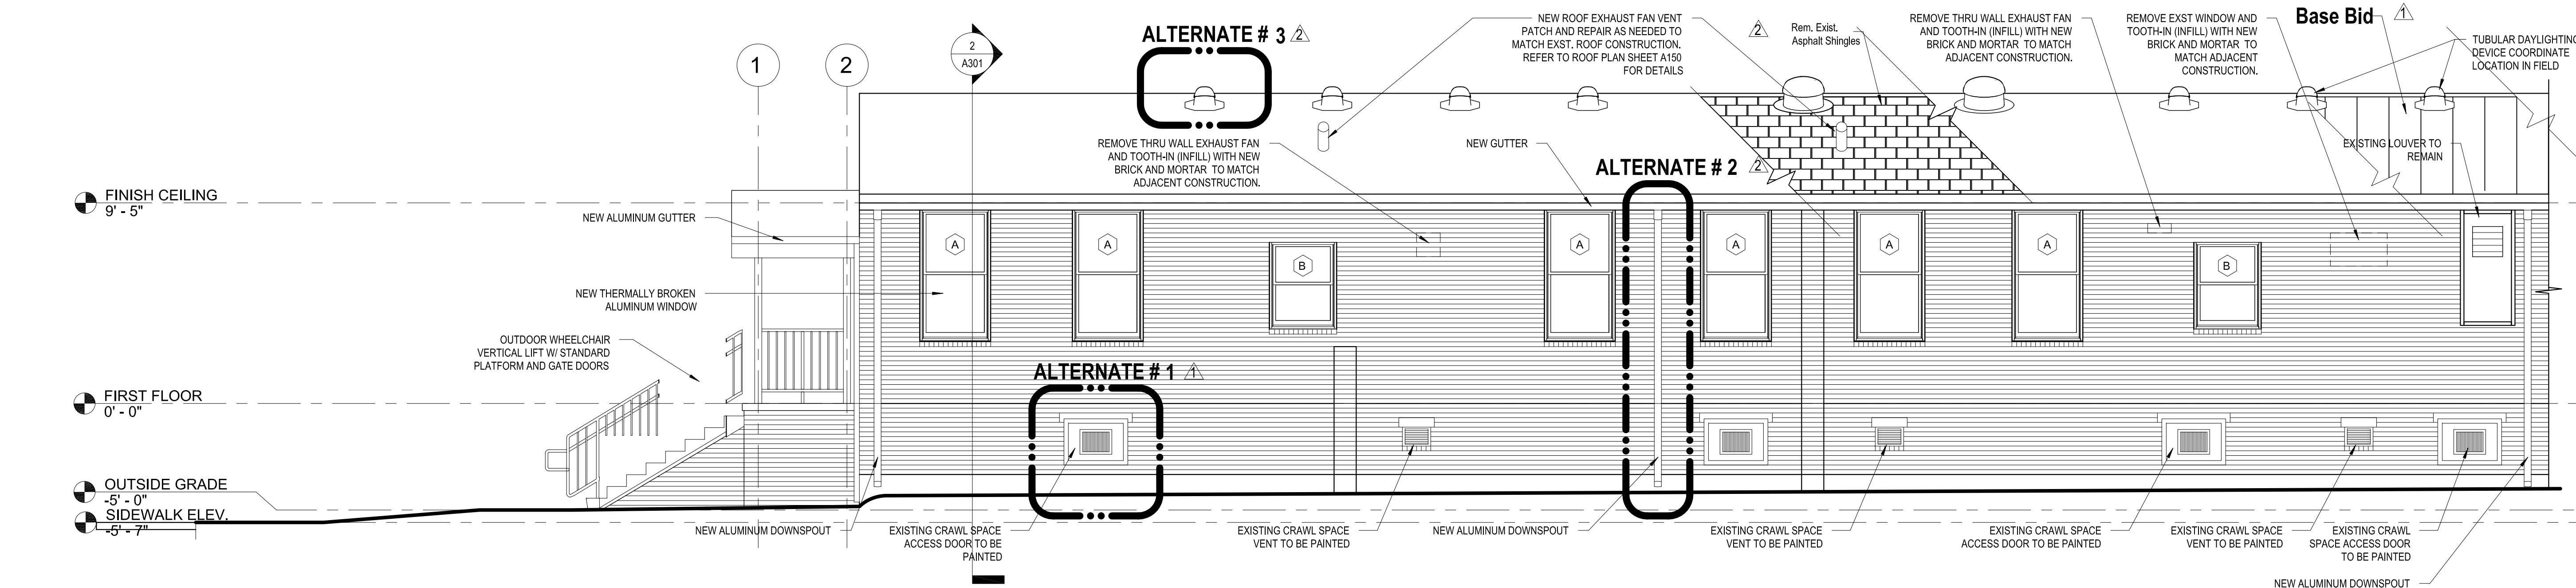 ALTERNATE # 3
2
NEW ROOF EXHAUST FAN VENT
PATCH AND REPAIR AS NEEDED TO
MATCH EXST. ROOF CONSTRUCTION.
REFER TO ROOF PLAN SHEET A150
FOR DETAILS
2
Rem. Exist.
Asphalt Shingles
REMOVE THRU WALL EXHAUST FAN
AND TOOTH-IN (INFILL) WITH NEW
BRICK AND MORTAR TO MATCH
ADJACENT CONSTRUCTION.
REMOVE EXST WINDOW AND
TOOTH-IN (INFILL) WITH NEW
BRICK AND MORTAR TO
MATCH ADJACENT
CONSTRUCTION.
Base Bid
1
TUBULAR DAYLIGHTING
DEVICE COORDINATE
LOCATION IN FIELD
1
2
2
A301
REMOVE THRU WALL EXHAUST FAN
AND TOOTH-IN (INFILL) WITH NEW
BRICK AND MORTAR TO MATCH
ADJACENT CONSTRUCTION.
NEW GUTTER
ALTERNATE # 2
2
EXISTING LOUVER TO
REMAIN
FINISH CEILING
9' - 5"
NEW ALUMINUM GUTTER
A
A
B
A
A
A
A
B
NEW THERMALLY BROKEN
ALUMINUM WINDOW
OUTDOOR WHEELCHAIR
VERTICAL LIFT W/ STANDARD
PLATFORM AND GATE DOORS
ALTERNATE # 1
1
FIRST FLOOR
0' - 0"
OUTSIDE GRADE
-5' - 0"
SIDEWALK ELEV.
-5' - 7"
NEW ALUMINUM DOWNSPOUT
EXISTING CRAWL SPACE
ACCESS DOOR TO BE
PAINTED
EXISTING CRAWL SPACE
VENT TO BE PAINTED
NEW ALUMINUM DOWNSPOUT
EXISTING CRAWL SPACE
VENT TO BE PAINTED
EXISTING CRAWL SPACE
ACCESS DOOR TO BE PAINTED
EXISTING CRAWL SPACE
VENT TO BE PAINTED
EXISTING CRAWL
SPACE ACCESS DOOR
TO BE PAINTED
NEW ALUMINUM DOWNSPOUT